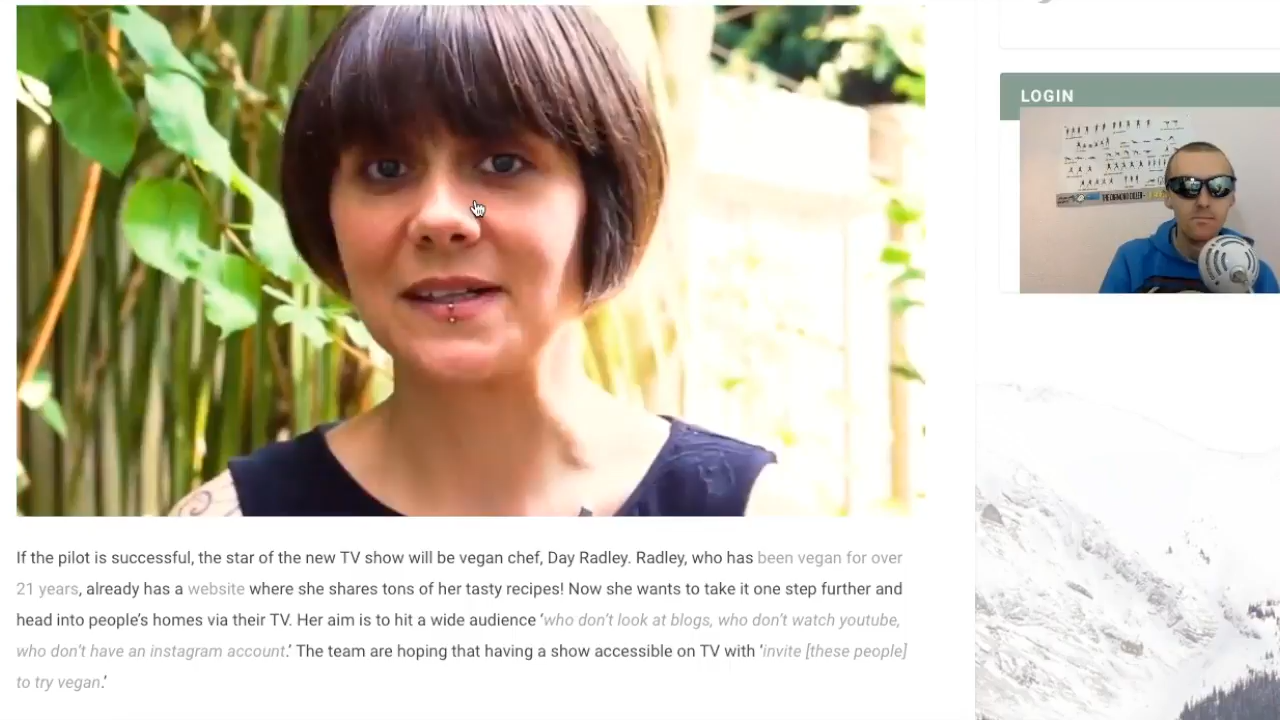 LOGIN
If the pilot is successful, the star of the new TV show will be vegan chef, Day Radley. Radley, who has been vegan for over
21 years, already has a website where she shares tons of her tasty recipes! Now she wants to take it one step further and
head into people’s homes via their TV. Her aim is to hit a wide audience ‘who don’t look at blogs, who don’t watch youtube,
who don’t have an instagram account.’ The team are hoping that having a show accessible on TV with ‘invite [these people]
to try vegan.’